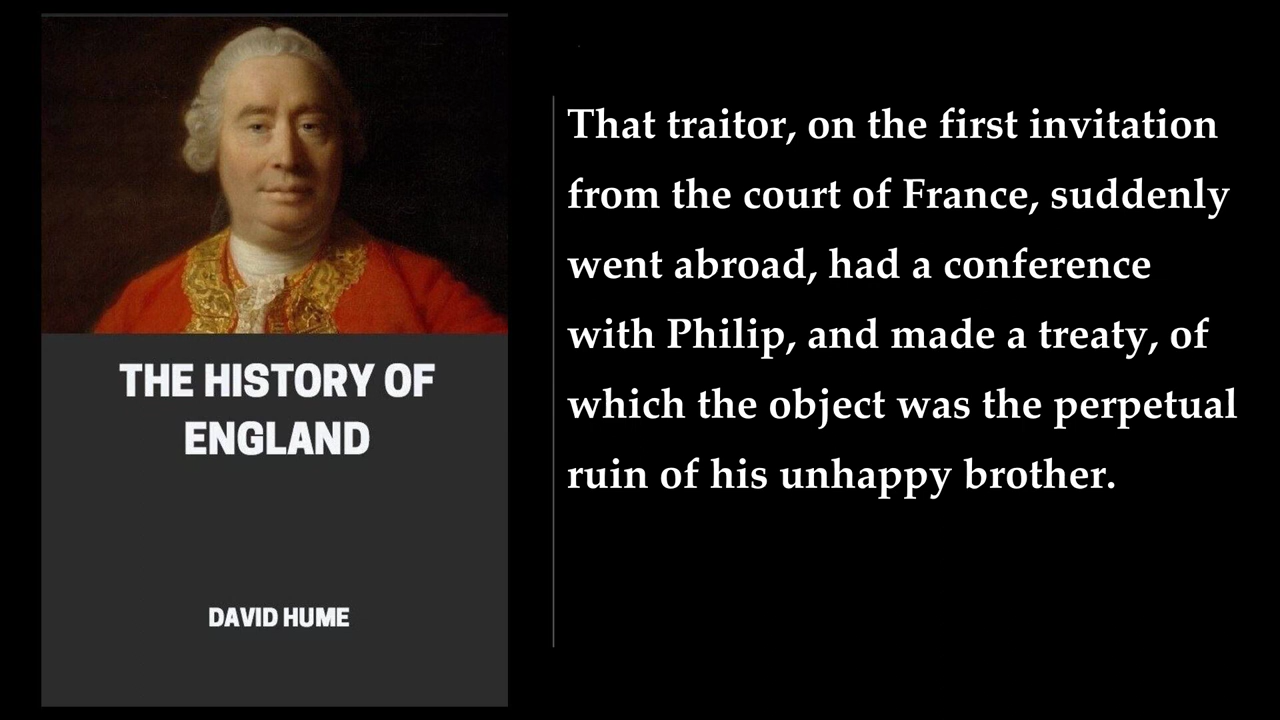 THE HISTORY OF
ENGLAND
DAVID HUME
That traitor, on the first invitation
from the court of France, suddenly
went abroad, had a conference
with Philip, and made a treaty, of
which the object was the perpetual
ruin of his unhappy brother.